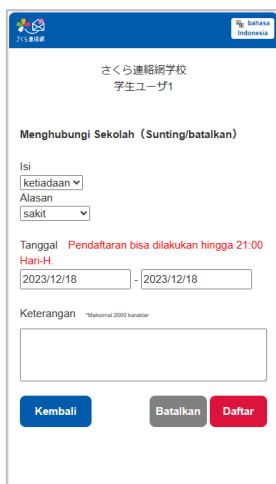 さくら連絡網
bahasa
Indonesia
さくら連絡網学校
学生ユーザ1
Menghubungi Sekolah（Sunting/batalkan）
Isi
ketiadaan
Alasan
sakit
Tanggal Pendaftaran bisa dilakukan hingga 21:00
Hari-H.
2023/12/18 - 2023/12/18
Keterangan *Maksimal 2000 karakter
Kembali Batalkan Daftar